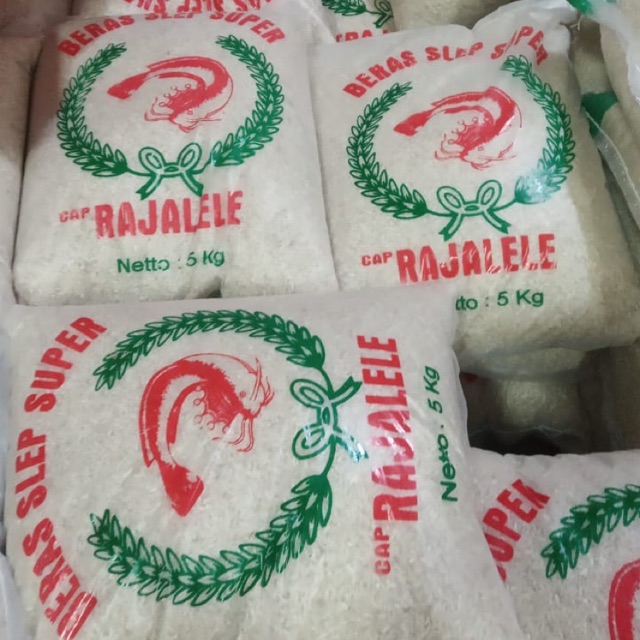 BERAS SLEP SUPER
CAP RAJALELE
Netto : 5 Kg
BERAS SLEP SUPER
CAP RAJALELE
tto : 5 Kg
BERAS SLEP SUPER
CAP RAJALELE
Netto : 5 Kg
UPER